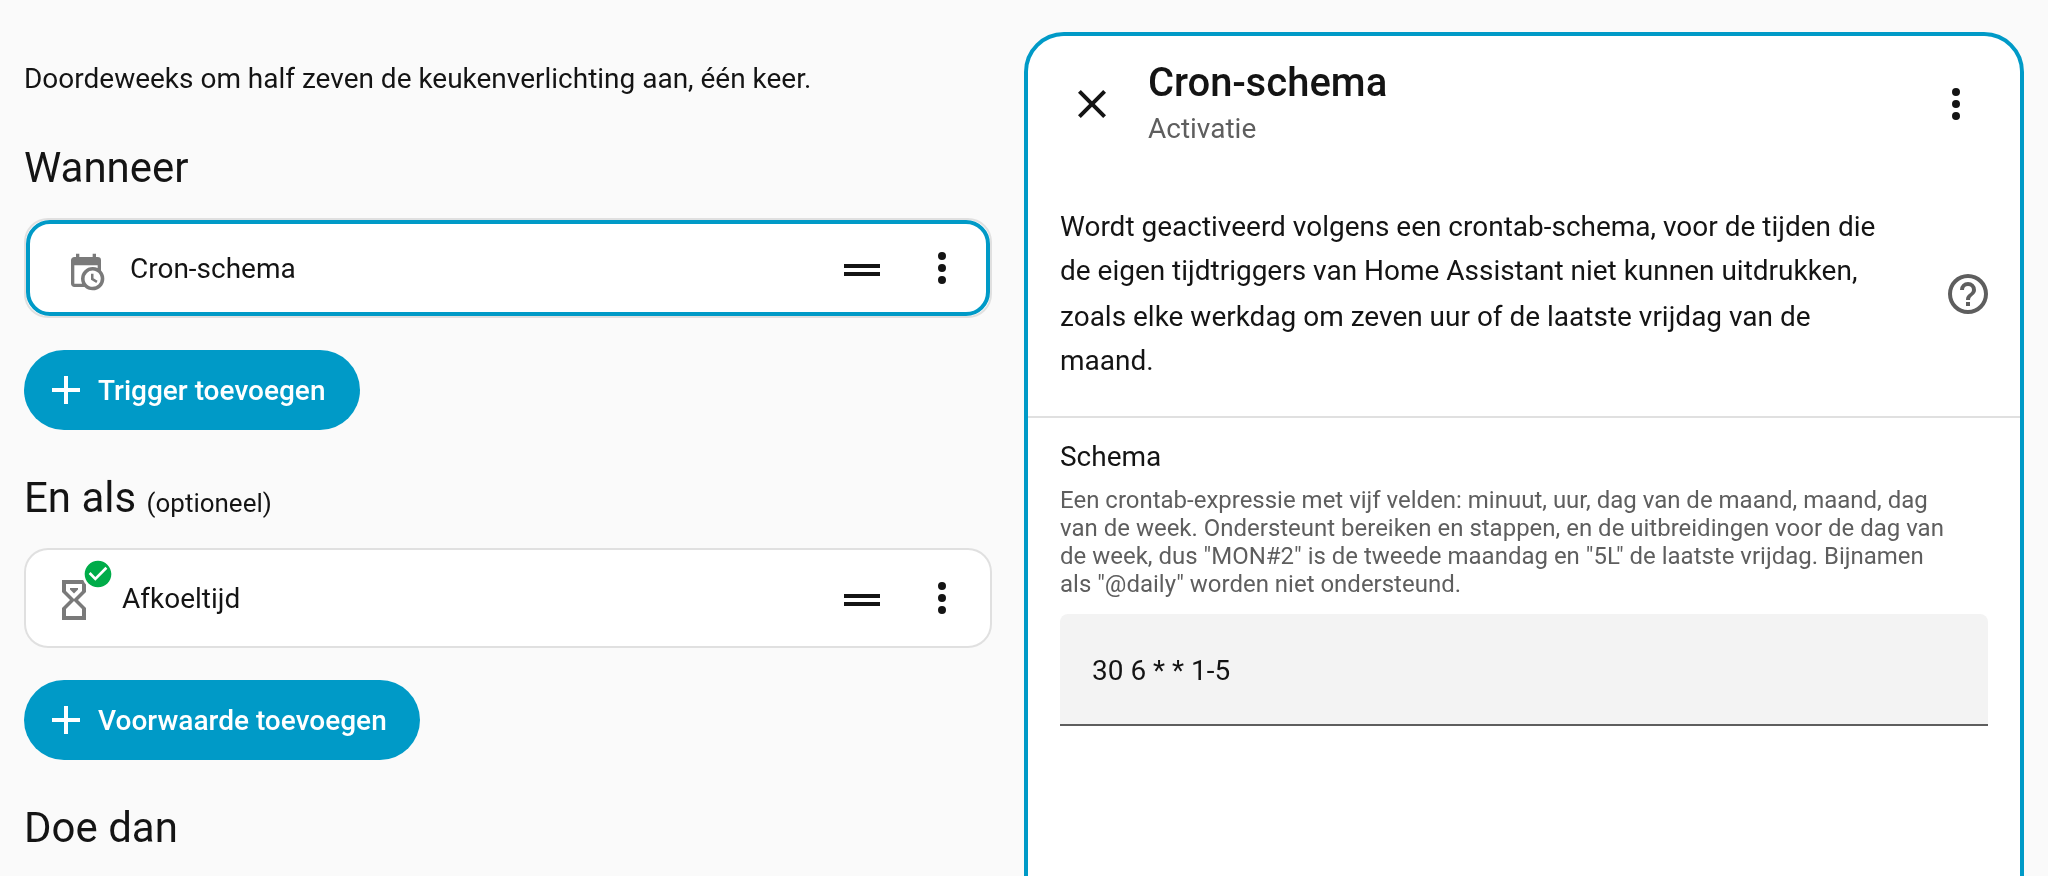 Doordeweeks om half zeven de keukenverlichting aan, één keer.
Wanneer
Cron-schema
Trigger toevoegen
En als (optioneel)
Afkoeltijd
Voorwaarde toevoegen
Doe dan
Cron-schema
Activatie
Wordt geactiveerd volgens een crontab-schema, voor de tijden die
de eigen tijdtriggers van Home Assistant niet kunnen uitdrukken,
zoals elke werkdag om zeven uur of de laatste vrijdag van de
maand.
Schema
Een crontab-expressie met vijf velden: minuut, uur, dag van de maand, maand, dag
van de week. Ondersteunt bereiken en stappen, en de uitbreidingen voor de dag van
de week, dus "MON#2" is de tweede maandag en "5L" de laatste vrijdag. Bijnamen
als "@daily" worden niet ondersteund.
30 6 * * 1-5